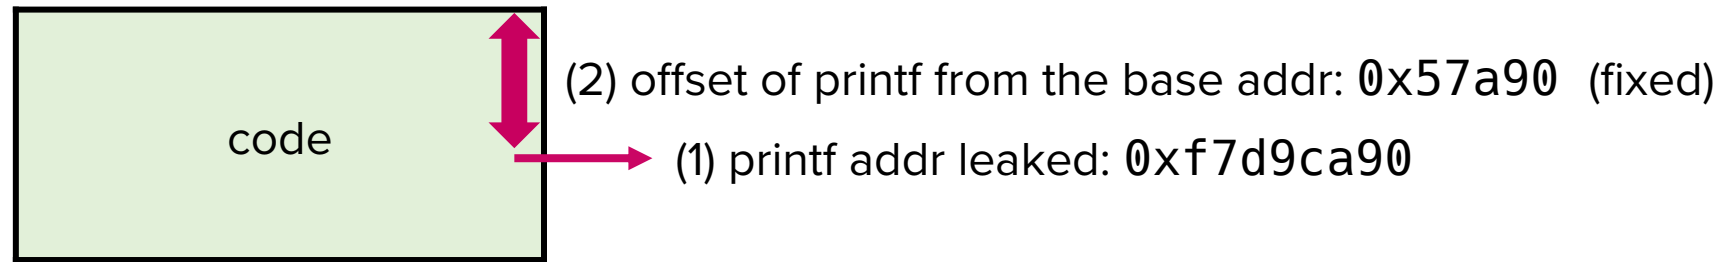 (2) offset of printf from the base addr: 0x57a90 (fixed)
code
(1) printf addr leaked: 0xf7d9ca90